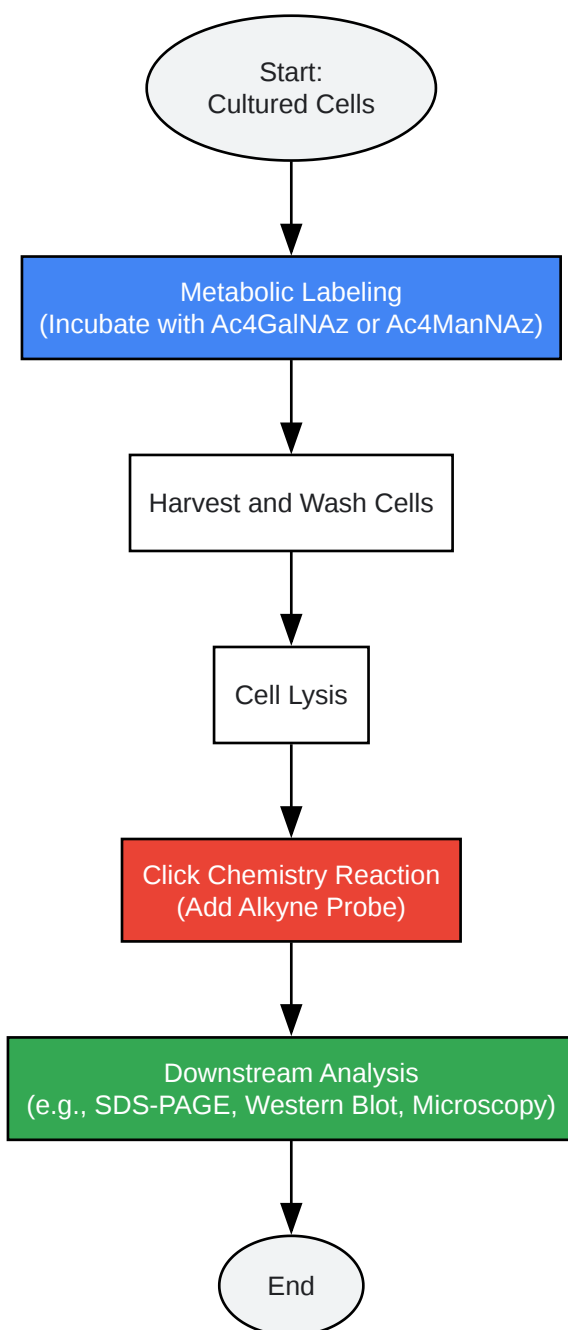 Start:
Cultured Cells
Metabolic Labeling
(Incubate with Ac4GalNAz or Ac4ManNAz)
Harvest and Wash Cells
Cell Lysis
Click Chemistry Reaction
(Add Alkyne Probe)
Downstream Analysis
(e.g., SDS-PAGE, Western Blot, Microscopy)
End